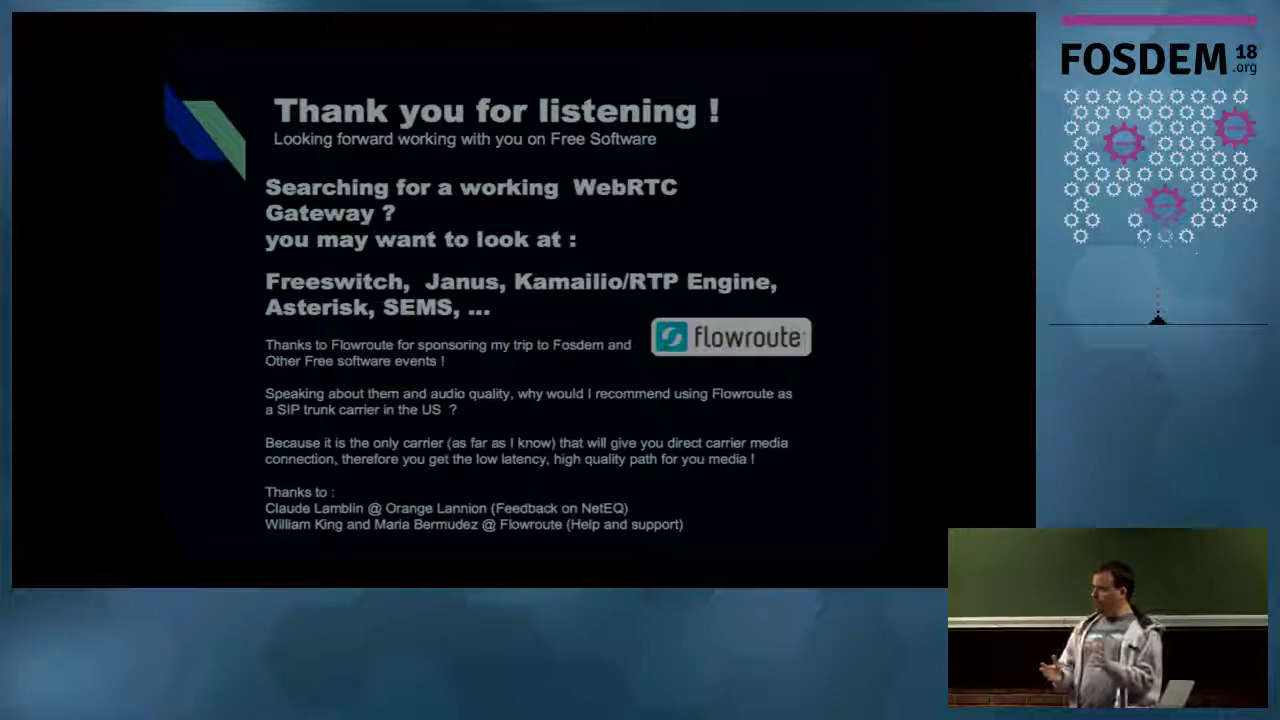 Thank you for listening !
Looking forward working with you on Free Software
Searching for a working WebRTC
Gateway ?
you may want to look at :
Freeswitch, Janus, Kamailio/RTP Engine,
Asterisk, SEMS, ...
Thanks to Flowroute for sponsoring my trip to Fosdem and
Other Free software events !
flowroute
Speaking about them and audio quality, why would I recommend using Flowroute as
a SIP trunk carrier in the US ?
Because it is the only carrier (as far as I know) that will give you direct carrier media
connection, therefore you get the low latency, high quality path for you media !
Thanks to :
Claude Lamblin @ Orange Lannion (Feedback on NetEQ)
William King and Maria Bermudez @ Flowroute (Help and support)
FOSDEM 18
.org